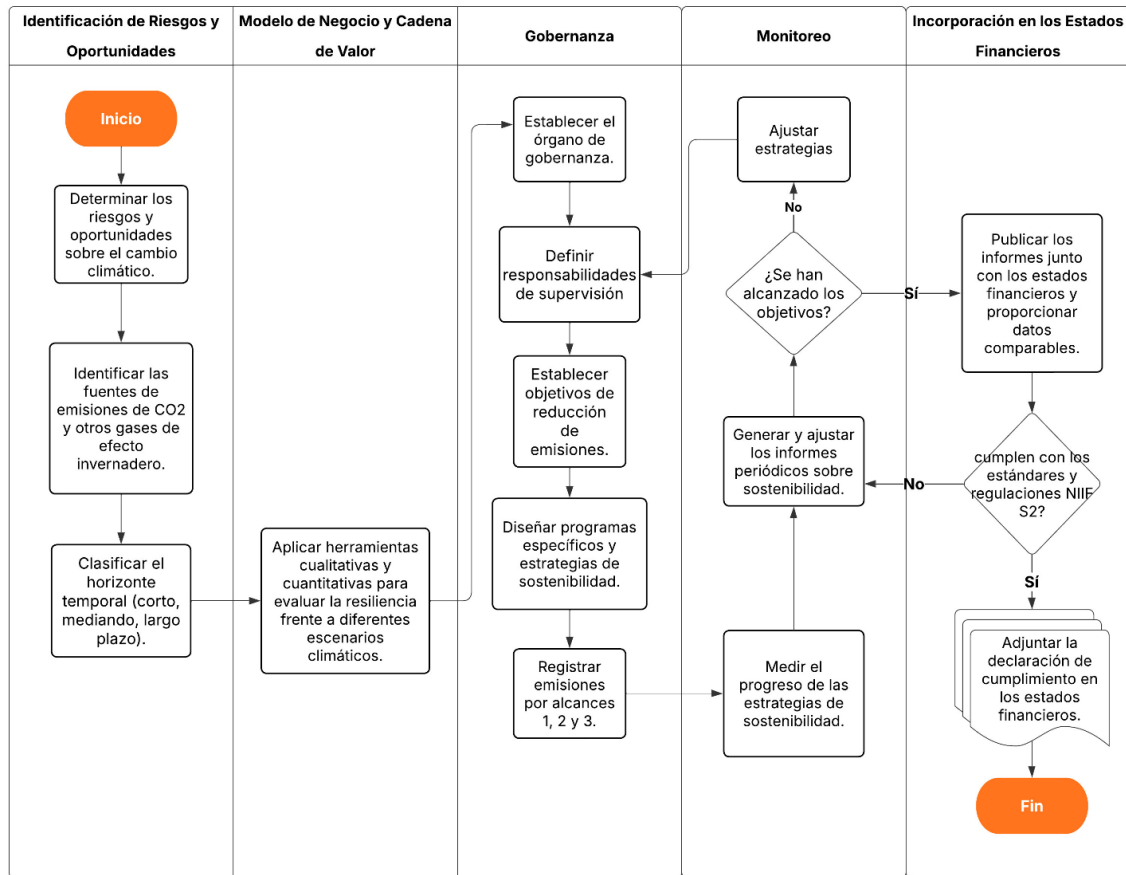 Identificación de Riesgos y
Oportunidades
Modelo de Negocio y Cadena
de Valor
Gobernanza
Monitoreo
Incorporación en los Estados
Financieros
Inicio
Determinar los
riesgos y
oportunidades
sobre el cambio
climático.
Identificar las
fuentes de
emisiones de CO2
y otros gases de
efecto
invernadero.
Clasificar el
horizonte
temporal (corto,
mediando, largo
plazo).
Aplicar herramientas
cualitativas y
cuantitativas para
evaluar la resiliencia
frente a diferentes
escenarios
climáticos.
Establecer el
órgano de
gobernanza.
Definir
responsabilidades
de supervisión
Establecer
objetivos de
reducción
de
emisiones.
Diseñar programas
específicos y
estrategias de
sostenibilidad.
Registrar
emisiones
por alcances
1, 2 y 3.
Medir el
progreso de las
estrategias de
sostenibilidad.
Generar y ajustar
los informes
periódicos sobre
sostenibilidad.
¿Se han
alcanzado los
objetivos?
No
Ajustar
estrategias
Sí
Publicar los
informes junto
con los estados
financieros y
proporcionar
datos
comparables.
cumplen con los
estándares y
regulaciones NIIF
S2?
No
Sí
Adjuntar la
declaración de
cumplimiento en
los estados
financieros.
Fin